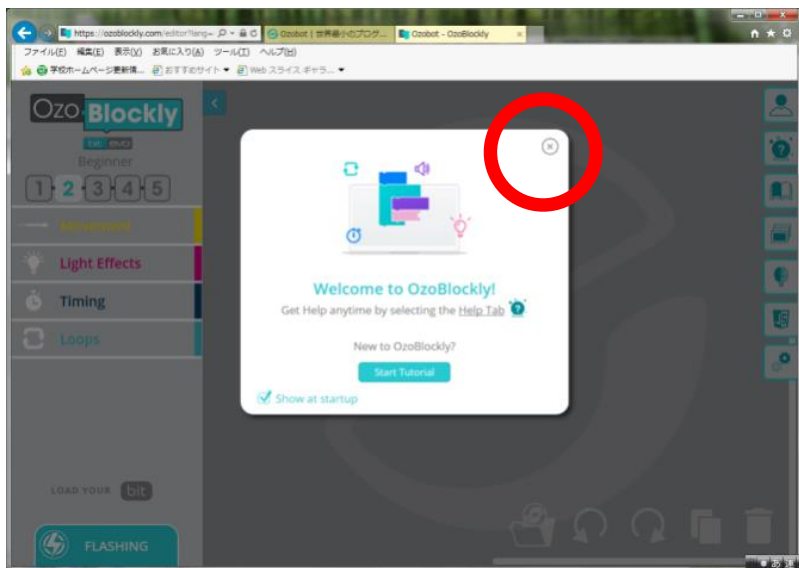 https://ozoblockly.com/editor?lang=
Ozobot | 世界最小のプログ...
Ozobot - OzoBlockly
ファイル(F) 編集(E) 表示(V) お気に入り(A) ツール(T) ヘルプ(H)
学校ホームページ更新情... おすすめサイト Web スライス ギャラ...
OZO Blockly
bit evo
Beginner
1 2 3 4 5
Movement
Light Effects
Timing
Loops
Welcome to OzoBlockly!
Get Help anytime by selecting the Help Tab
New to OzoBlockly?
Start Tutorial
Show at startup
LOAD YOUR bit
FLASHING
あ 連